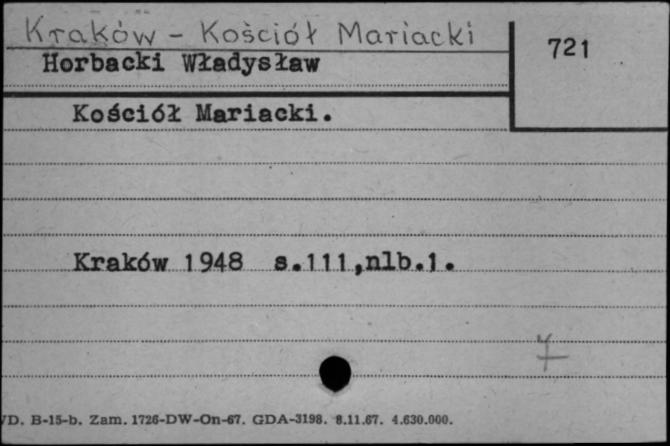 Kraków - Kościół Mariacki
721
Horbacki Władysław
Kościół Mariacki.
Kraków 1948 s.111,nlb.1.
VD. B-15-b. Zam. 1726-DW-On-67. GDA-3198. 8.11.67. 4.630.000.